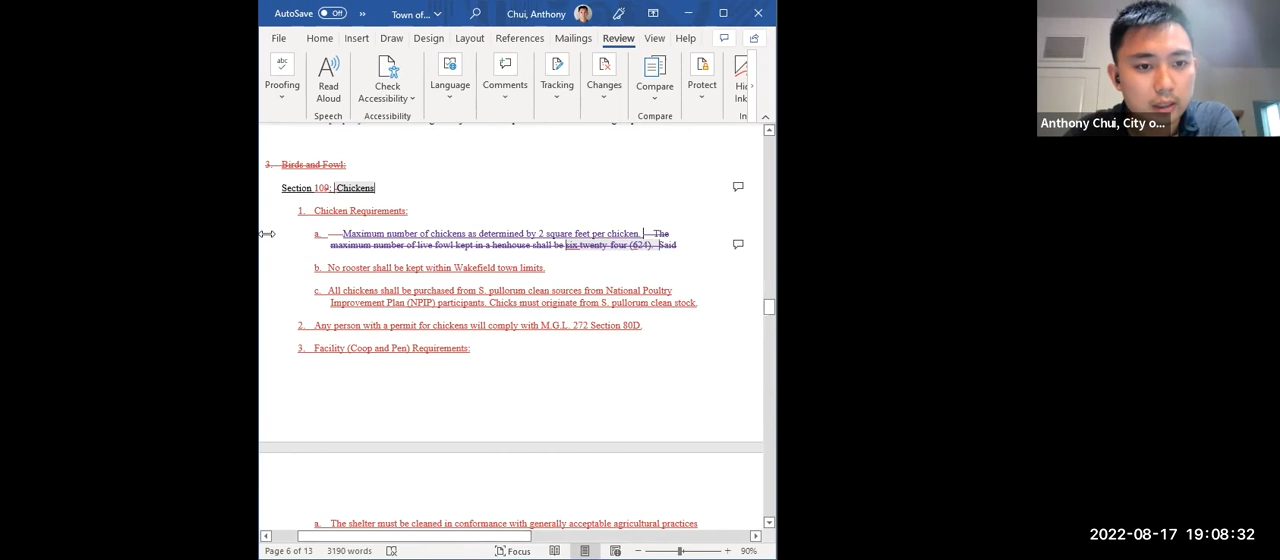 AutoSave Off » Town of... Chui, Anthony
File Home Insert Draw Design Layout References Mailings Review View Help
abc
Proofing Read Aloud Check Accessibility Language Comments Tracking Changes Compare Protect Hid Ink
Speech Accessibility Compare In
3. Birds and Fowl:
Section 109: Chickens
1. Chicken Requirements:
a. Maximum number of chickens as determined by 2 square feet per chicken. The
maximum number of live fowl kept in a henhouse shall be six twenty four (624). Said
b. No rooster shall be kept within Wakefield town limits.
c. All chickens shall be purchased from S. pullorum clean sources from National Poultry
Improvement Plan (NPIP) participants. Chicks must originate from S. pullorum clean stock.
2. Any person with a permit for chickens will comply with M.G.L. 272 Section 80D.
3. Facility (Coop and Pen) Requirements:
a. The shelter must be cleaned in conformance with generally acceptable agricultural practices
Page 6 of 13 3190 words Focus 90%
Anthony Chui, City o...
2022-08-17 19:08:32